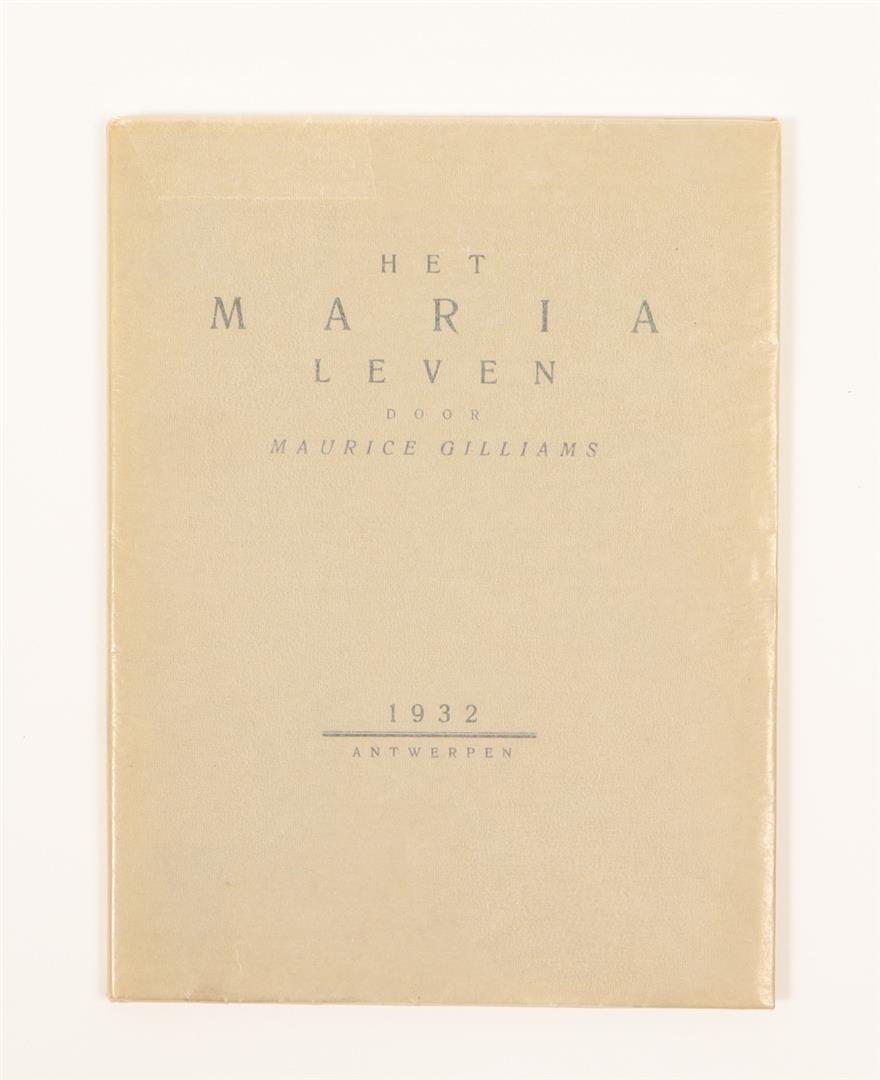 HET
MARIA
LEVEN
DOOR
MAURICE GILLIAMS
1932
ANTWERPEN